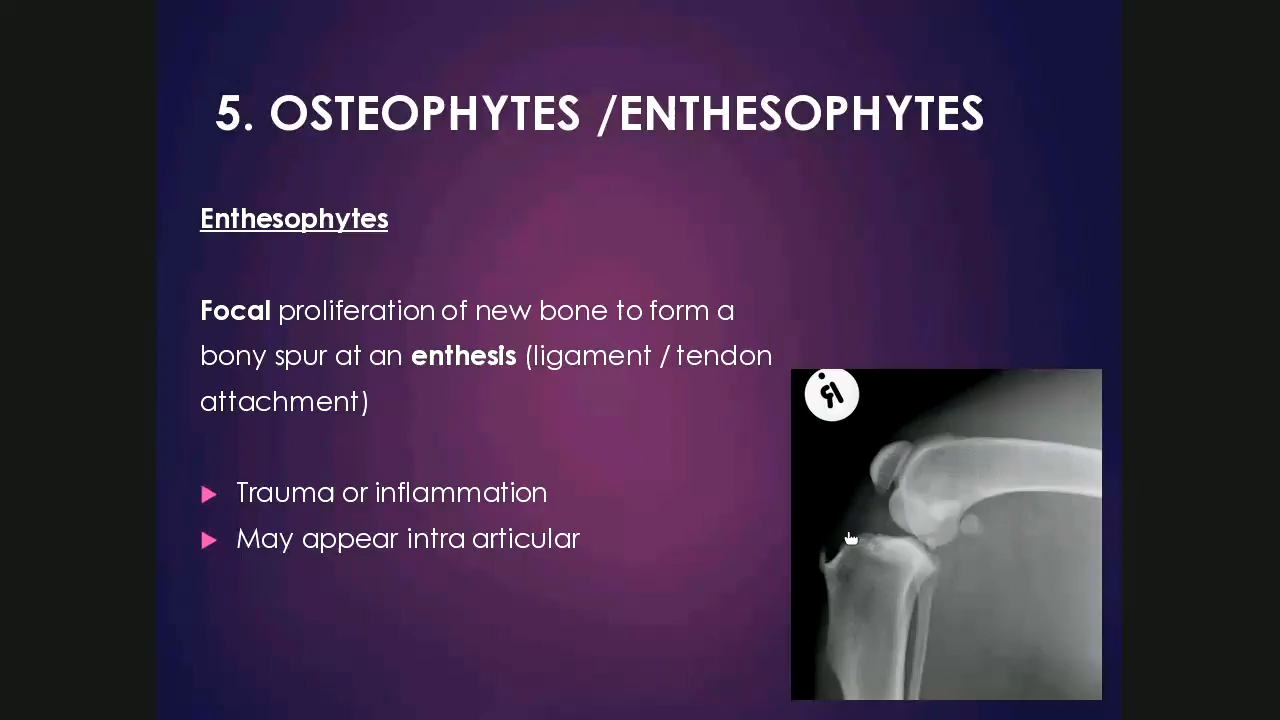 5. OSTEOPHYTES /ENTHESOPHYTES
Enthesophytes
Focal proliferation of new bone to form a
bony spur at an enthesis (ligament / tendon
attachment)
Trauma or inflammation
May appear intra articular